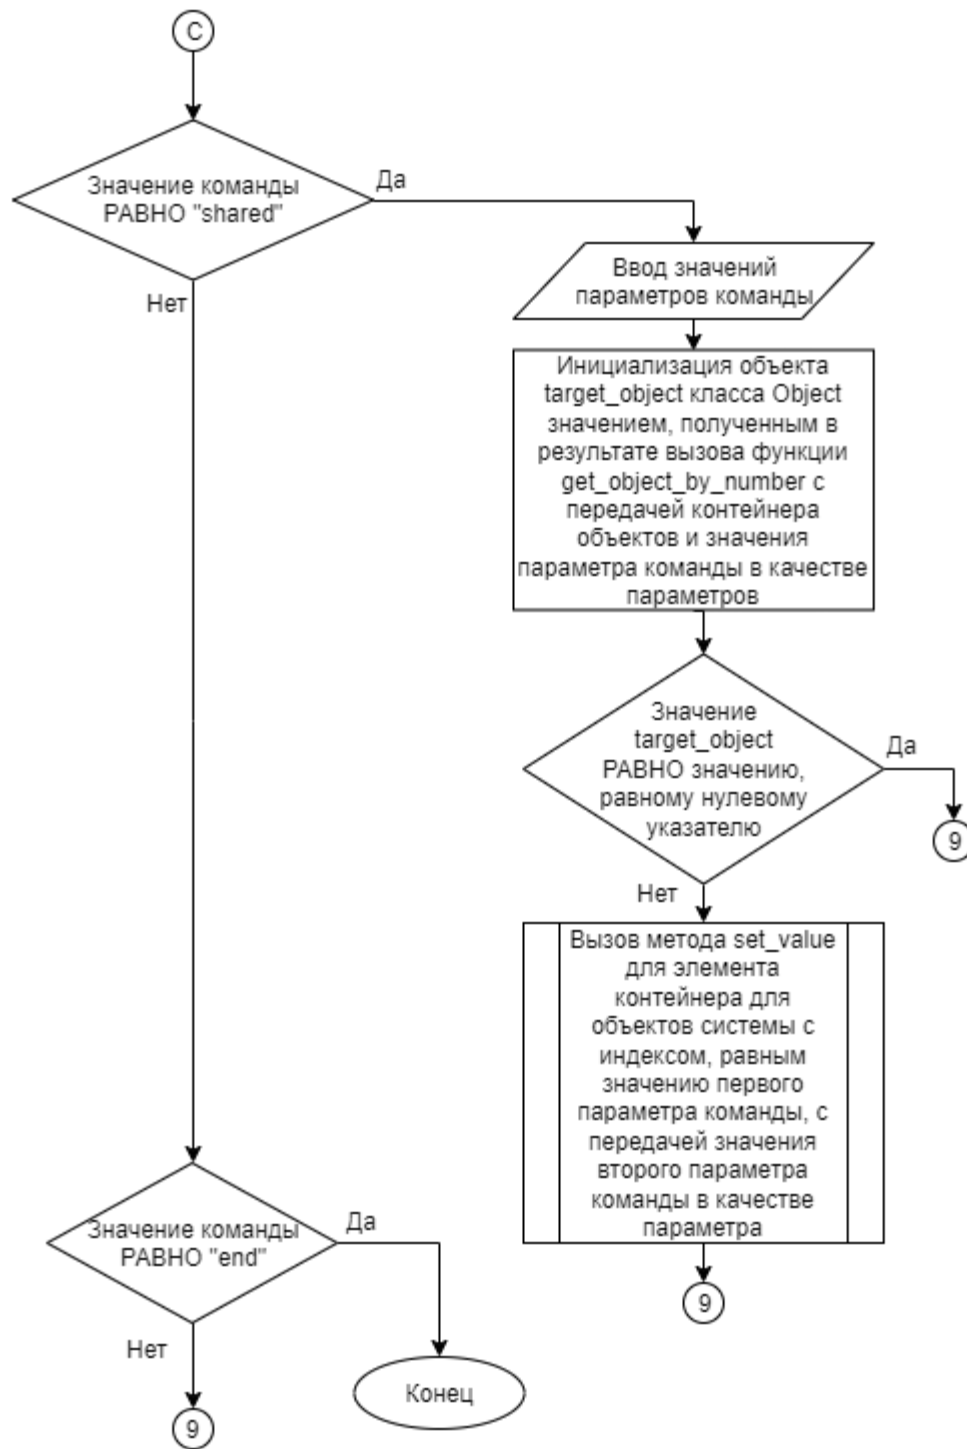 С
Значение команды
РАВНО "shared"
Да
Нет
Ввод значений
параметров команды
Инициализация объекта
target_object класса Object
значением, полученным в
результате вызова функции
get_object_by_number с
передачей контейнера
объектов и значения
параметра команды в качестве
параметров
Значение
target_object
РАВНО значению,
равному нулевому
указателю
Да
9
Нет
Вызов метода set_value
для элемента
контейнера для
объектов системы с
индексом, равным
значению первого
параметра команды, с
передачей значения
второго параметра
команды в качестве
параметра
9
Значение команды
РАВНО "end"
Да
Нет
Конец
9